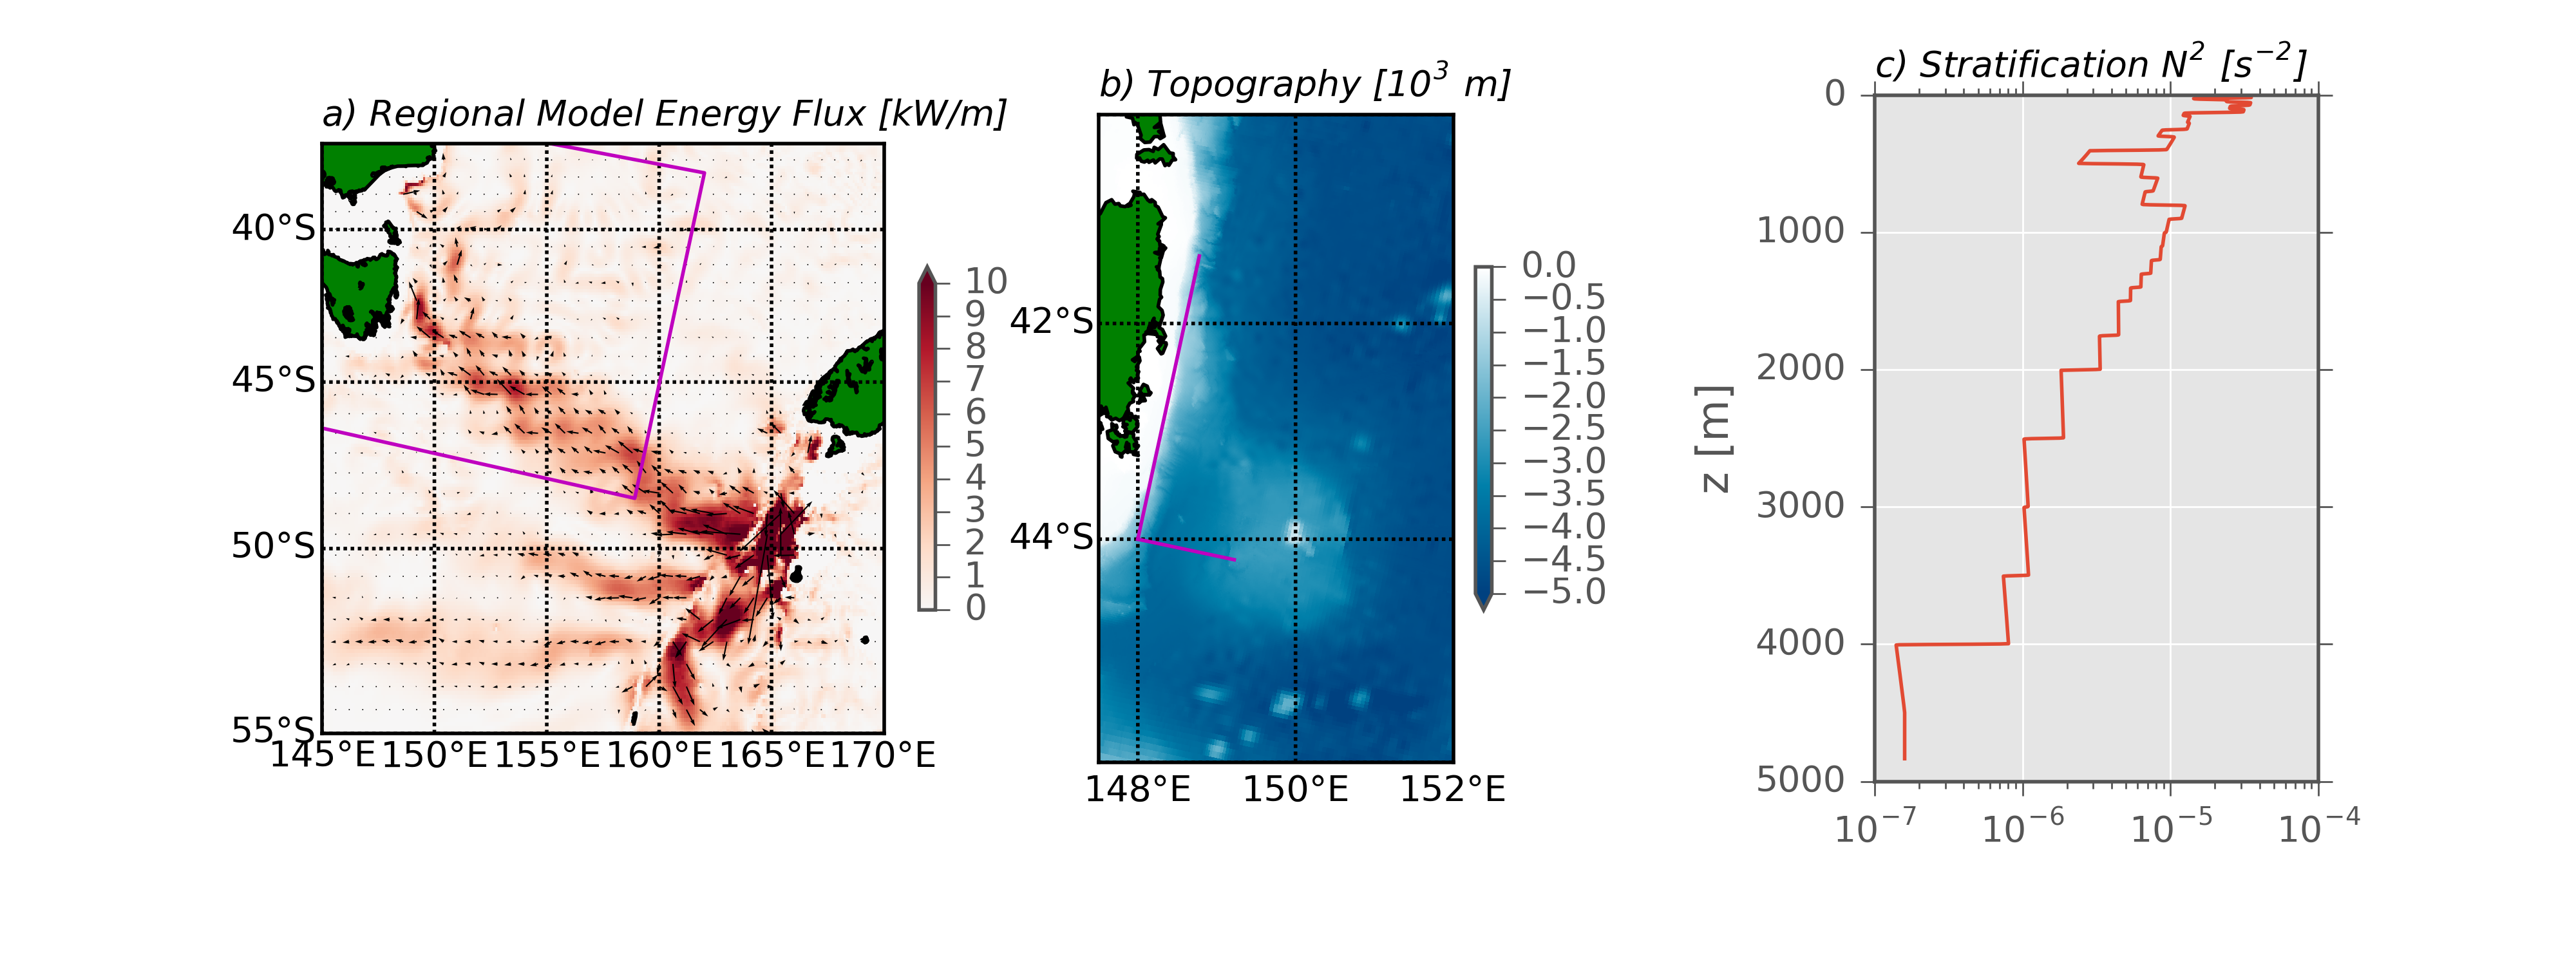 a) Regional Model Energy Flux [kW/m]
40°S
45°S
50°S
55°S
145°E 150°E 155°E 160°E 165°E 170°E
10
9
8
7
6
5
4
3
2
1
0
b) Topography [10³ m]
42°S
44°S
148°E 150°E 152°E
0.0
−0.5
−1.0
−1.5
−2.0
−2.5
−3.0
−3.5
−4.0
−4.5
−5.0
c) Stratification N² [s⁻²]
z [m]
0
1000
2000
3000
4000
5000
10⁻⁷ 10⁻⁶ 10⁻⁵ 10⁻⁴